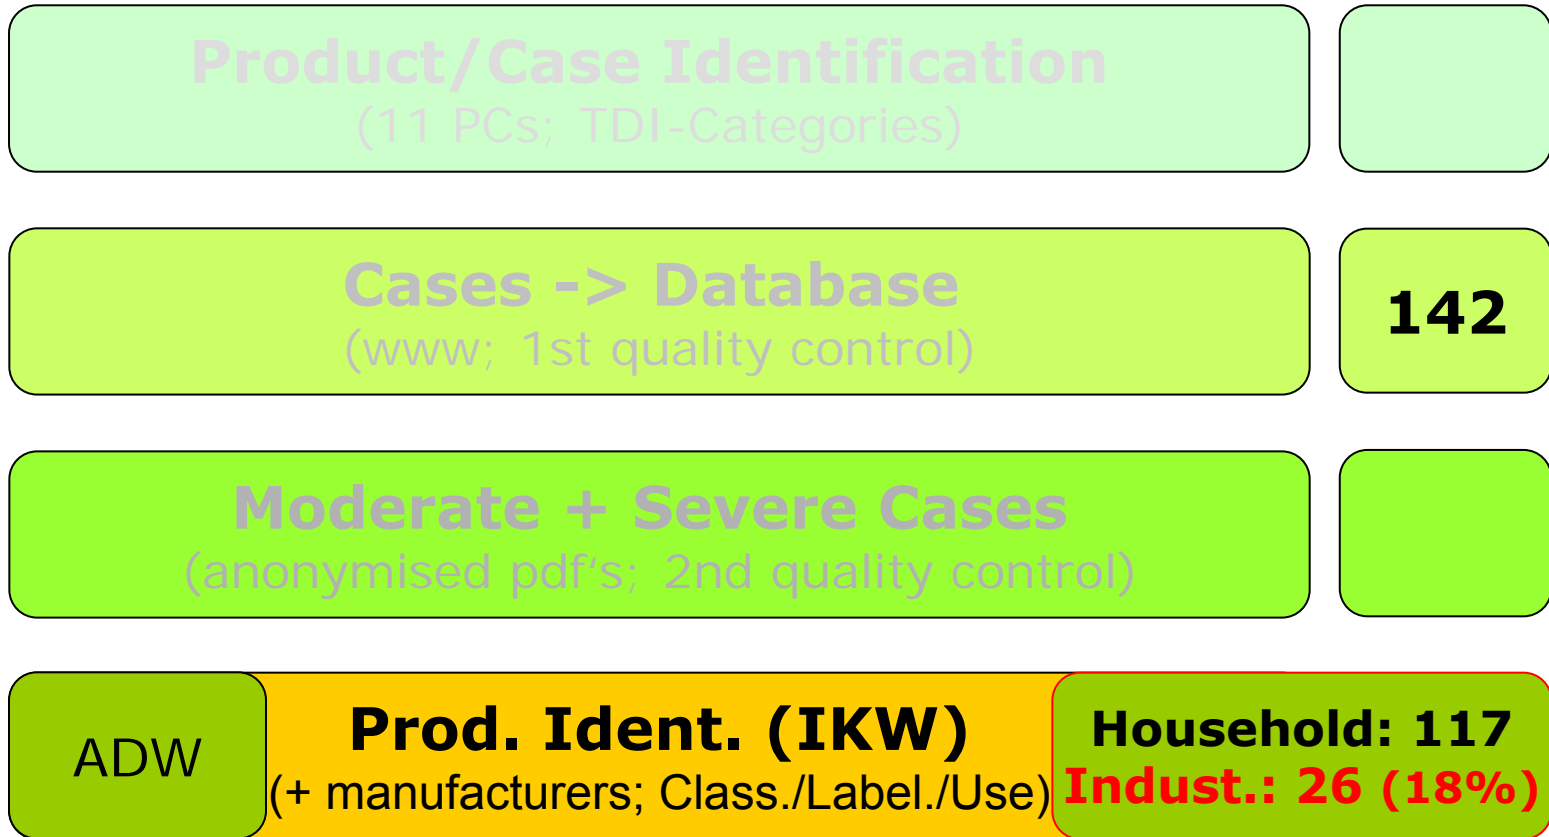 Product/Case Identification
(11 PCs; TDI-Categories)
Cases -> Database
(www; 1st quality control)
142
Moderate + Severe Cases
(anonymised pdf‘s; 2nd quality control)
ADW
Prod. Ident. (IKW)
(+ manufacturers; Class./Label./Use)
Household: 117
Indust.: 26 (18%)